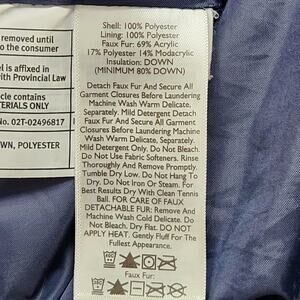 removed until
o the consumer
el is affixed in
ith Provincial Law
icle contains
TERIALS ONLY
No. 02T-02496817
WN, POLYESTER
Shell: 100% Polyester
Lining: 100% Polyester
Faux Fur: 69% Acrylic
17% Polyester 14% Modacrylic
Insulation: DOWN
(MINIMUM 80% DOWN)
Detach Faux Fur And Secure All
Garment Closures Before Laundering
Machine Wash Warm Delicate,
Separately. Mild Detergent Detach
Faux Fur And Secure All Garment
Closures Before Laundering Machine
Wash Warm Delicate, Separately.
Mild Detergent Only. Do Not Bleach.
Do Not Use Fabric Softeners. Rinse
Thoroughly And Remove Promptly.
Tumble Dry Low. Do Not Hang To
Dry. Do Not Iron Or Steam. For
Best Results Dry With Clean Tennis
Ball. FOR CARE OF FAUX
DETACHABLE FUR: Remove And
Machine Wash Cold Delicate. Do
Not Bleach. Dry Flat. DO NOT
APPLY HEAT. Gently Fluff For The
Fullest Appearance.
Faux Fur: